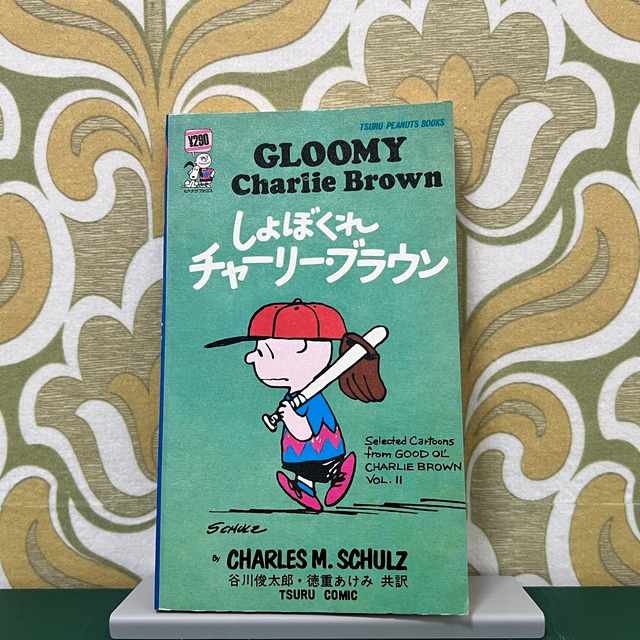 TSURU PEANUTS BOOKS
¥290
GLOOMY
Charlie Brown
しょぼくれ
チャーリー・ブラウン
Selected Cartoons
from GOOD OL'
CHARLIE BROWN
VOL. II
SCHULZ
By CHARLES M. SCHULZ
谷川俊太郎・徳重あけみ 共訳
TSURU COMIC